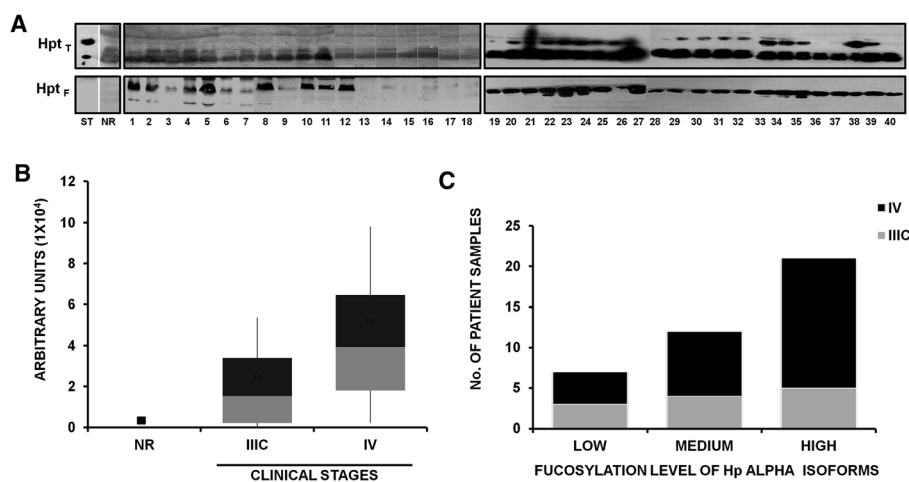 A
Hpt T
Hpt F
ST NR 1 2 3 4 5 6 7 8 9 10 11 12 13 14 15 16 17 18 19 20 21 22 23 24 25 26 27 28 29 30 31 32 33 34 35 36 37 38 39 40
B
ARBITRARY UNITS (1X10⁴)
12
10
8
6
4
2
0
NR IIIC IV
CLINICAL STAGES
C
No. OF PATIENT SAMPLES
25
20
15
10
5
0
IV
IIIC
LOW MEDIUM HIGH
FUCOSYLATION LEVEL OF Hp ALPHA ISOFORMS